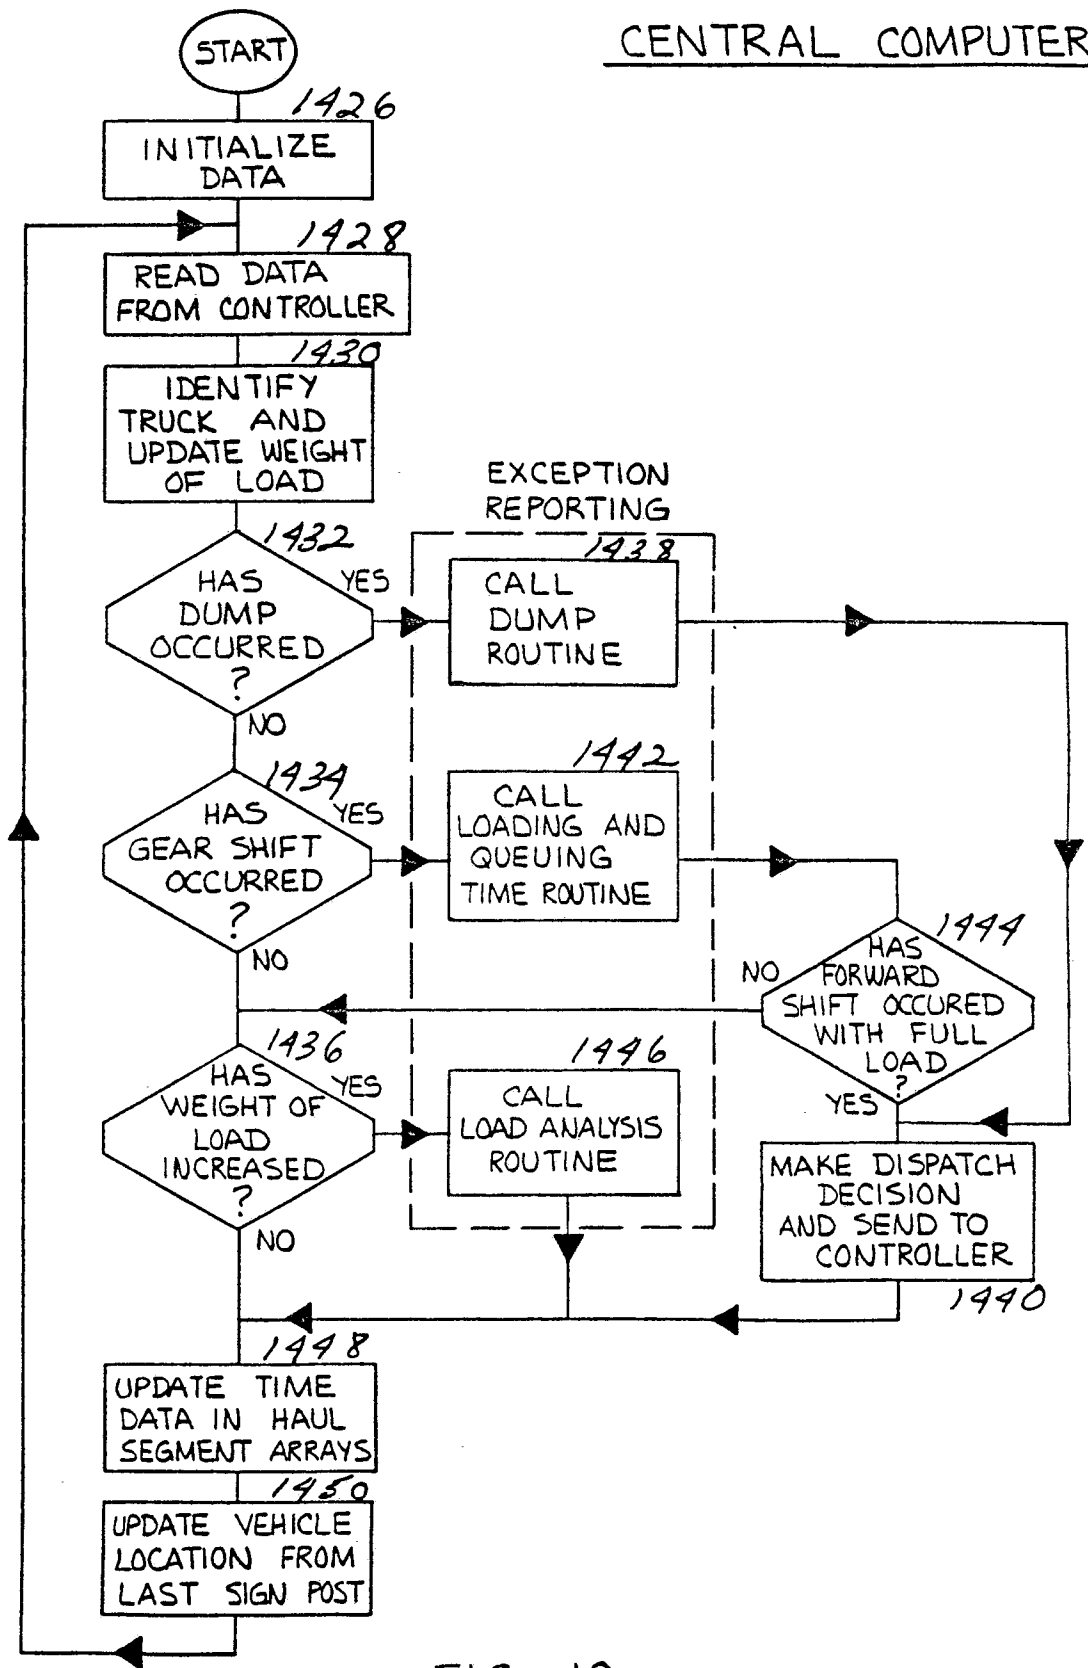 CENTRAL COMPUTER
START
1426
INITIALIZE
DATA
1428
READ DATA
FROM CONTROLLER
1430
IDENTIFY
TRUCK AND
UPDATE WEIGHT
OF LOAD
EXCEPTION
REPORTING
1432
HAS
DUMP
OCCURRED
?
YES
NO
1438
CALL
DUMP
ROUTINE
1434
HAS
GEAR SHIFT
OCCURRED
?
YES
NO
1442
CALL
LOADING AND
QUEUING
TIME ROUTINE
1444
HAS
FORWARD
SHIFT OCCURED
WITH FULL
LOAD
?
NO
YES
1436
HAS
WEIGHT OF
LOAD
INCREASED
?
YES
NO
1446
CALL
LOAD ANALYSIS
ROUTINE
MAKE DISPATCH
DECISION
AND SEND TO
CONTROLLER
1440
1448
UPDATE TIME
DATA IN HAUL
SEGMENT ARRAYS
1450
UPDATE VEHICLE
LOCATION FROM
LAST SIGN POST